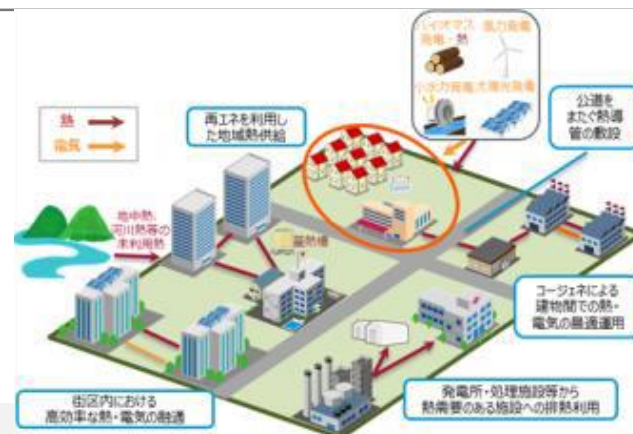 バイオマス
発電・熱
風力発電
小水力発電
太陽光発電
公道を
またぐ熱導
管の敷設
熱
電気
再エネを利用し
た地域熱供給
地中熱、
河川熱等の
未利用熱
蓄熱槽
コージェネによる
建物間での熱・
電気の最適運用
街区内における
高効率な熱・電気の融通
発電所・処理施設等から
熱需要のある施設への排熱利用